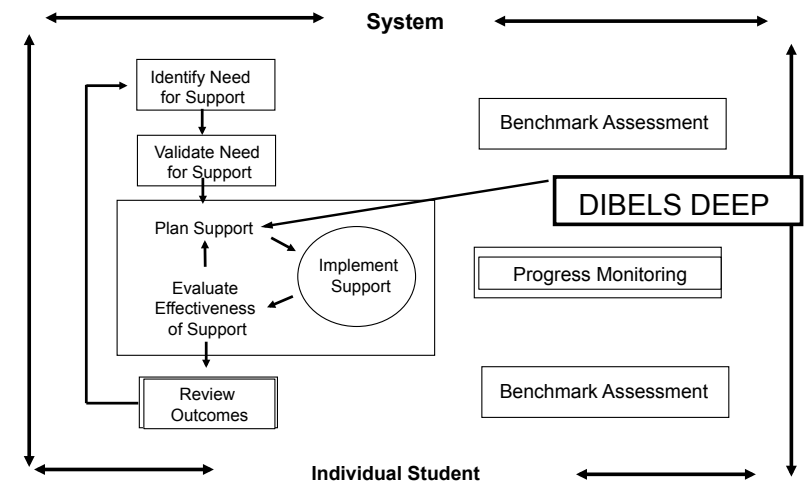 System
Identify Need
for Support
Benchmark Assessment
Validate Need
for Support
DIBELS DEEP
Plan Support
Implement
Support
Progress Monitoring
Evaluate
Effectiveness
of Support
Review
Outcomes
Benchmark Assessment
Individual Student